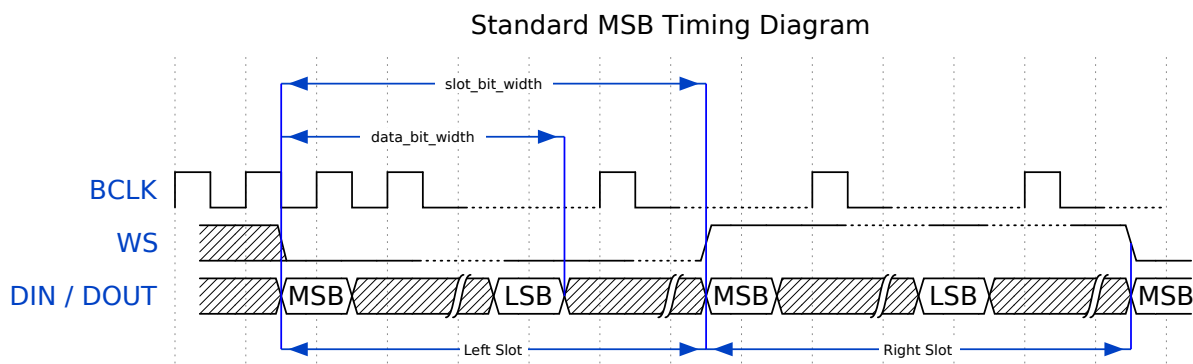 Standard MSB Timing Diagram
slot_bit_width
data_bit_width
BCLK
WS
DIN / DOUT
MSB
LSB
MSB
LSB
MSB
Left Slot
Right Slot